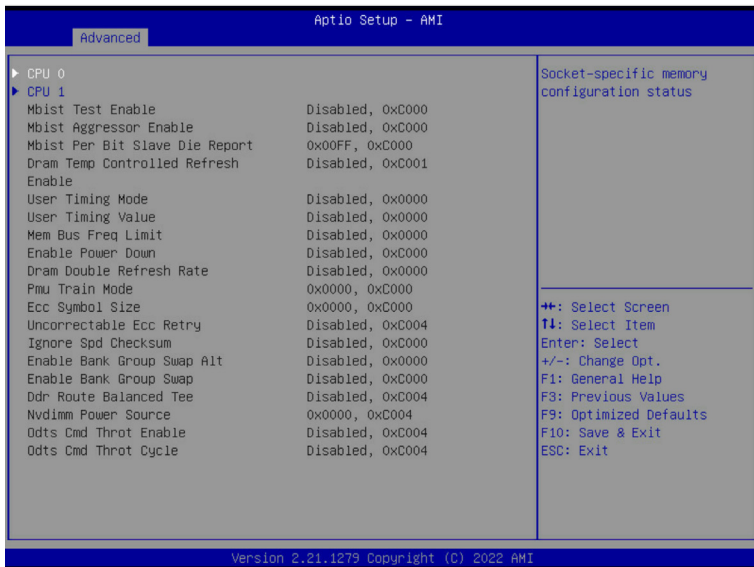 Aptio Setup – AMI
Advanced
CPU 0
CPU 1
Mbist Test Enable Disabled, 0xC000
Mbist Aggressor Enable Disabled, 0xC000
Mbist Per Bit Slave Die Report 0x00FF, 0xC000
Dram Temp Controlled Refresh Disabled, 0xC001
Enable
User Timing Mode Disabled, 0x0000
User Timing Value Disabled, 0x0000
Mem Bus Freq Limit Disabled, 0x0000
Enable Power Down Disabled, 0xC000
Dram Double Refresh Rate Disabled, 0x0000
Pmu Train Mode 0x0000, 0xC000
Ecc Symbol Size 0x0000, 0xC000
Uncorrectable Ecc Retry Disabled, 0xC004
Ignore Spd Checksum Disabled, 0xC000
Enable Bank Group Swap Alt Disabled, 0x0000
Enable Bank Group Swap Disabled, 0xC000
Ddr Route Balanced Tee Disabled, 0xC004
Nvdimm Power Source 0x0000, 0xC004
Odts Cmd Throt Enable Disabled, 0xC004
Odts Cmd Throt Cycle Disabled, 0xC004
Socket-specific memory
configuration status
→←: Select Screen
↑↓: Select Item
Enter: Select
+/-: Change Opt.
F1: General Help
F3: Previous Values
F9: Optimized Defaults
F10: Save & Exit
ESC: Exit
Version 2.21.1279 Copyright (C) 2022 AMI